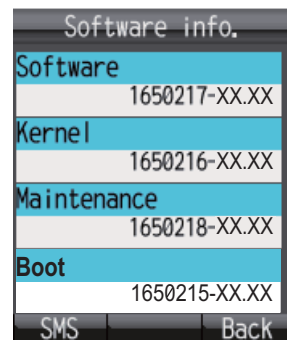 Software info.
Software
1650217-XX.XX
Kernel
1650216-XX.XX
Maintenance
1650218-XX.XX
Boot
1650215-XX.XX
SMS Back